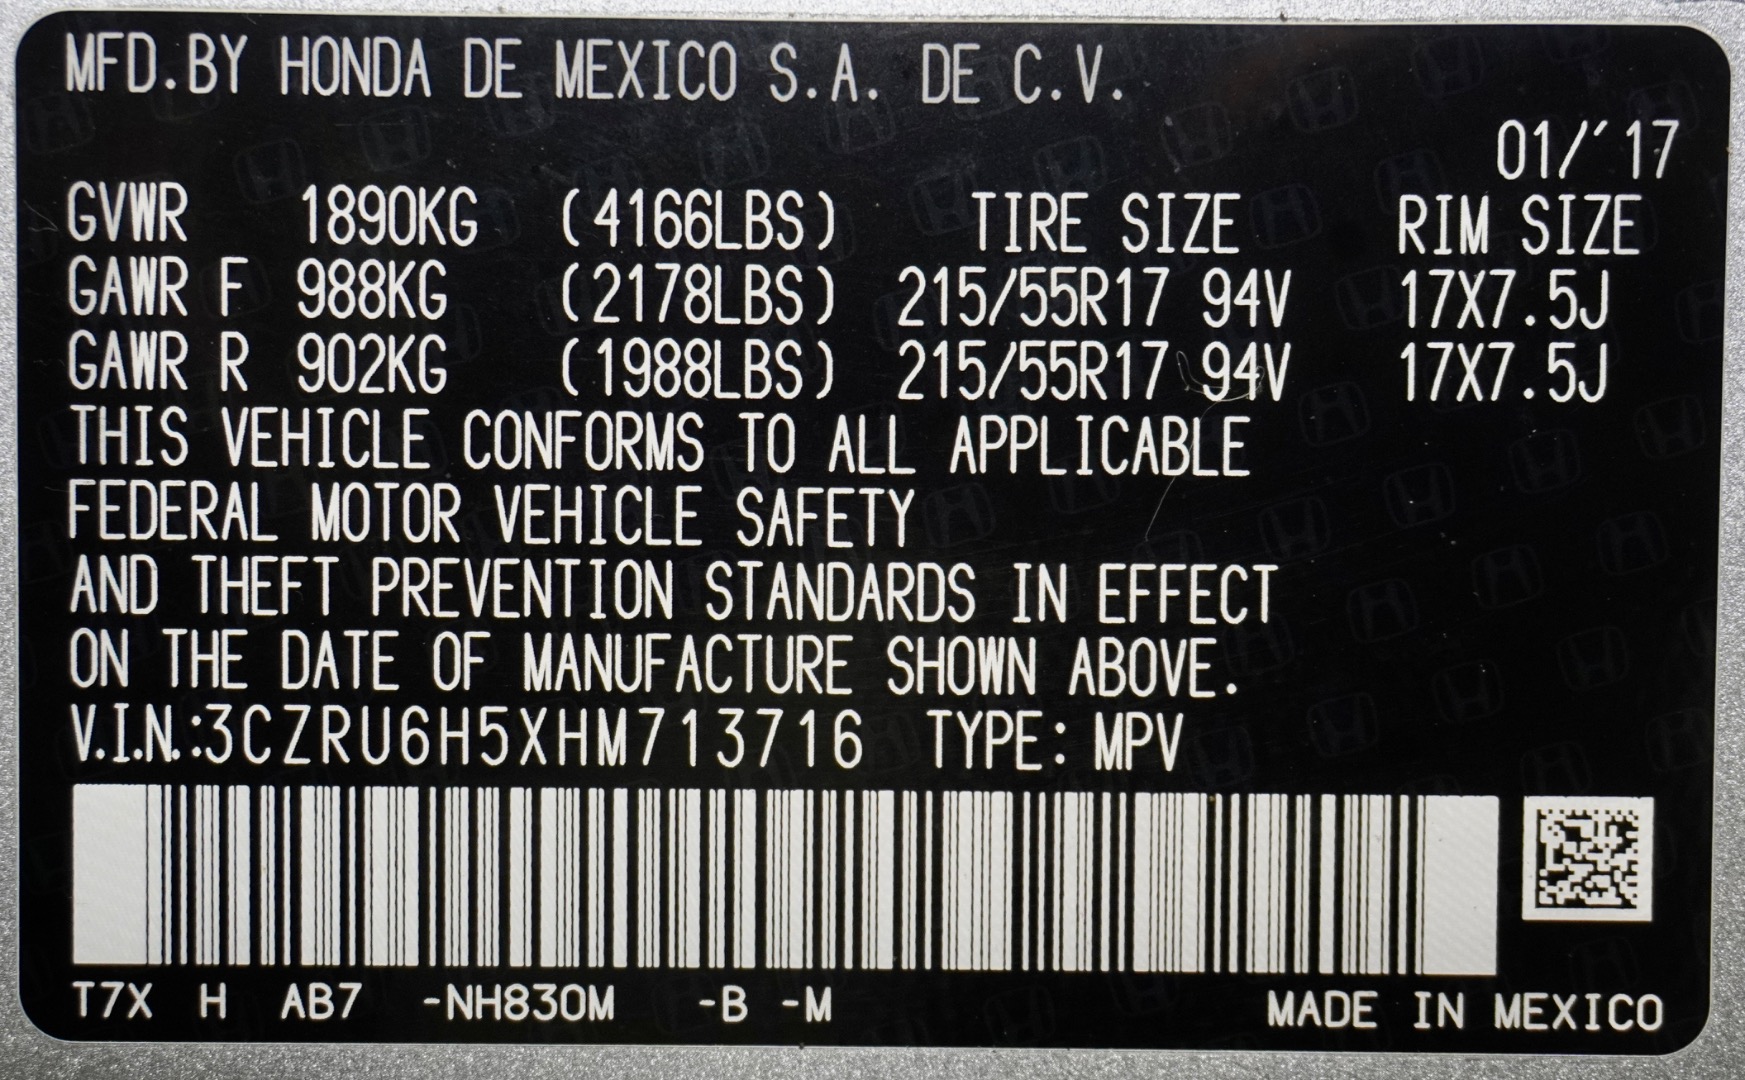 MFD.BY HONDA DE MEXICO S.A. DE C.V.
01/'17
GVWR 1890KG (4166LBS) TIRE SIZE RIM SIZE
GAWR F 988KG (2178LBS) 215/55R17 94V 17X7.5J
GAWR R 902KG (1988LBS) 215/55R17 94V 17X7.5J
THIS VEHICLE CONFORMS TO ALL APPLICABLE
FEDERAL MOTOR VEHICLE SAFETY
AND THEFT PREVENTION STANDARDS IN EFFECT
ON THE DATE OF MANUFACTURE SHOWN ABOVE.
V.I.N.:3CZRU6H5XHM713716 TYPE: MPV
T7X H AB7 -NH830M -B -M MADE IN MEXICO